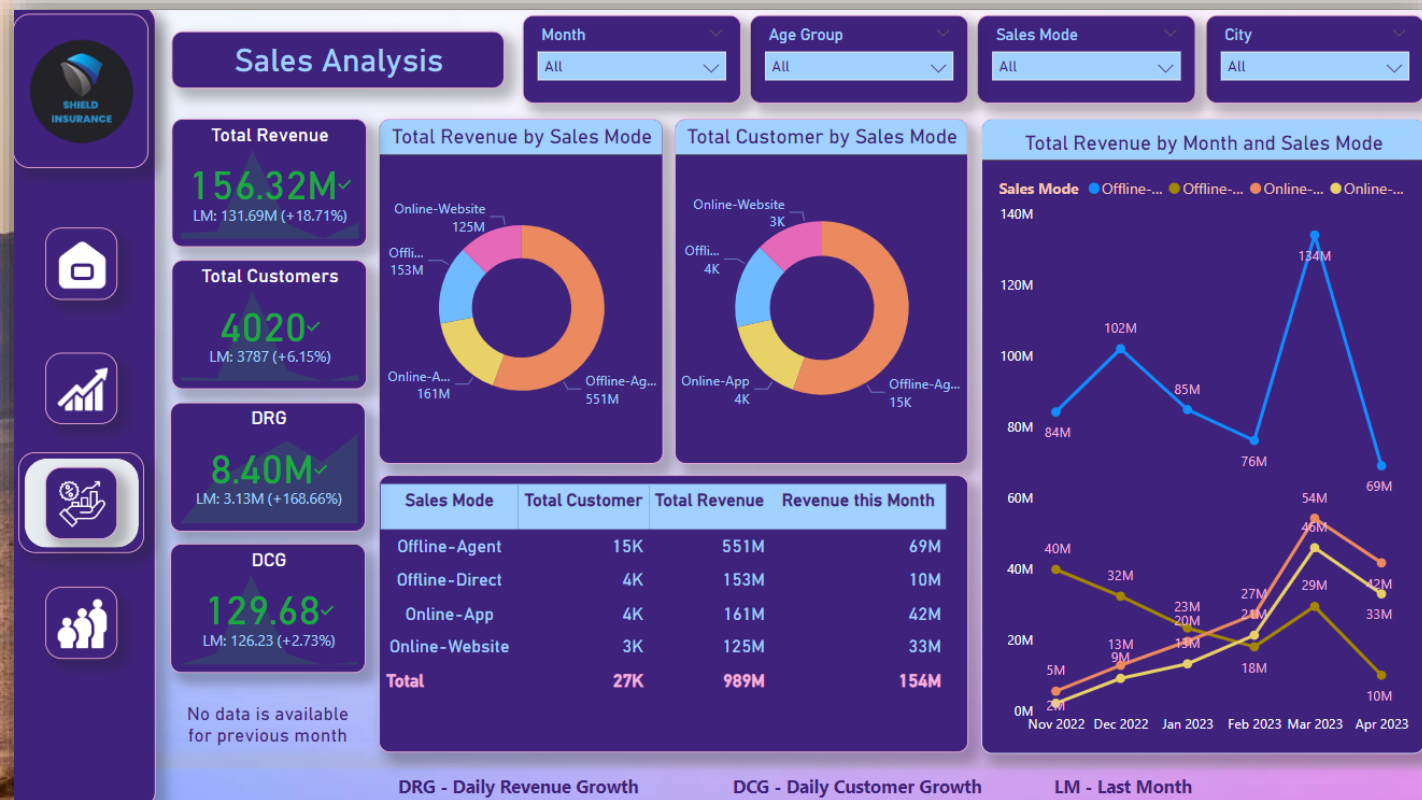 SHIELD
INSURANCE
Sales Analysis
Month
All
Age Group
All
Sales Mode
All
City
All
Total Revenue
156.32M
LM: 131.69M (+18.71%)
Total Customers
4020
LM: 3787 (+6.15%)
DRG
8.40M
LM: 3.13M (+168.66%)
DCG
129.68
LM: 126.23 (+2.73%)
No data is available
for previous month
Total Revenue by Sales Mode
Online-Website
125M
Offli...
153M
Online-A...
161M
Offline-Ag...
551M
Total Customer by Sales Mode
Online-Website
3K
Offli...
4K
Online-App
4K
Offline-Ag...
15K
Sales Mode Total Customer Total Revenue Revenue this Month
Offline-Agent 15K 551M 69M
Offline-Direct 4K 153M 10M
Online-App 4K 161M 42M
Online-Website 3K 125M 33M
Total 27K 989M 154M
Total Revenue by Month and Sales Mode
Sales Mode Offline-... Offline-... Online-... Online-...
140M
120M
100M
80M
60M
40M
20M
0M
84M
102M
85M
76M
134M
69M
40M
32M
23M
18M
29M
10M
5M
13M
20M
27M
54M
42M
2M
9M
13M
21M
46M
33M
Nov 2022 Dec 2022 Jan 2023 Feb 2023 Mar 2023 Apr 2023
DRG - Daily Revenue Growth DCG - Daily Customer Growth LM - Last Month